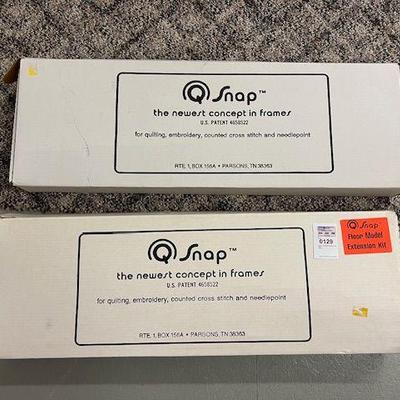 Q Snap™
the newest concept in frames
U.S. PATENT 4658522
for quilting, embroidery, counted cross stitch and needlepoint
RTE. 1, BOX 156A • PARSONS, TN 38363
Q Snap™
the newest concept in frames
U.S. PATENT 4658522
for quilting, embroidery, counted cross stitch and needlepoint
RTE. 1, BOX 156A • PARSONS, TN 38363
0129
Q Snap™
Floor Model
Extension Kit